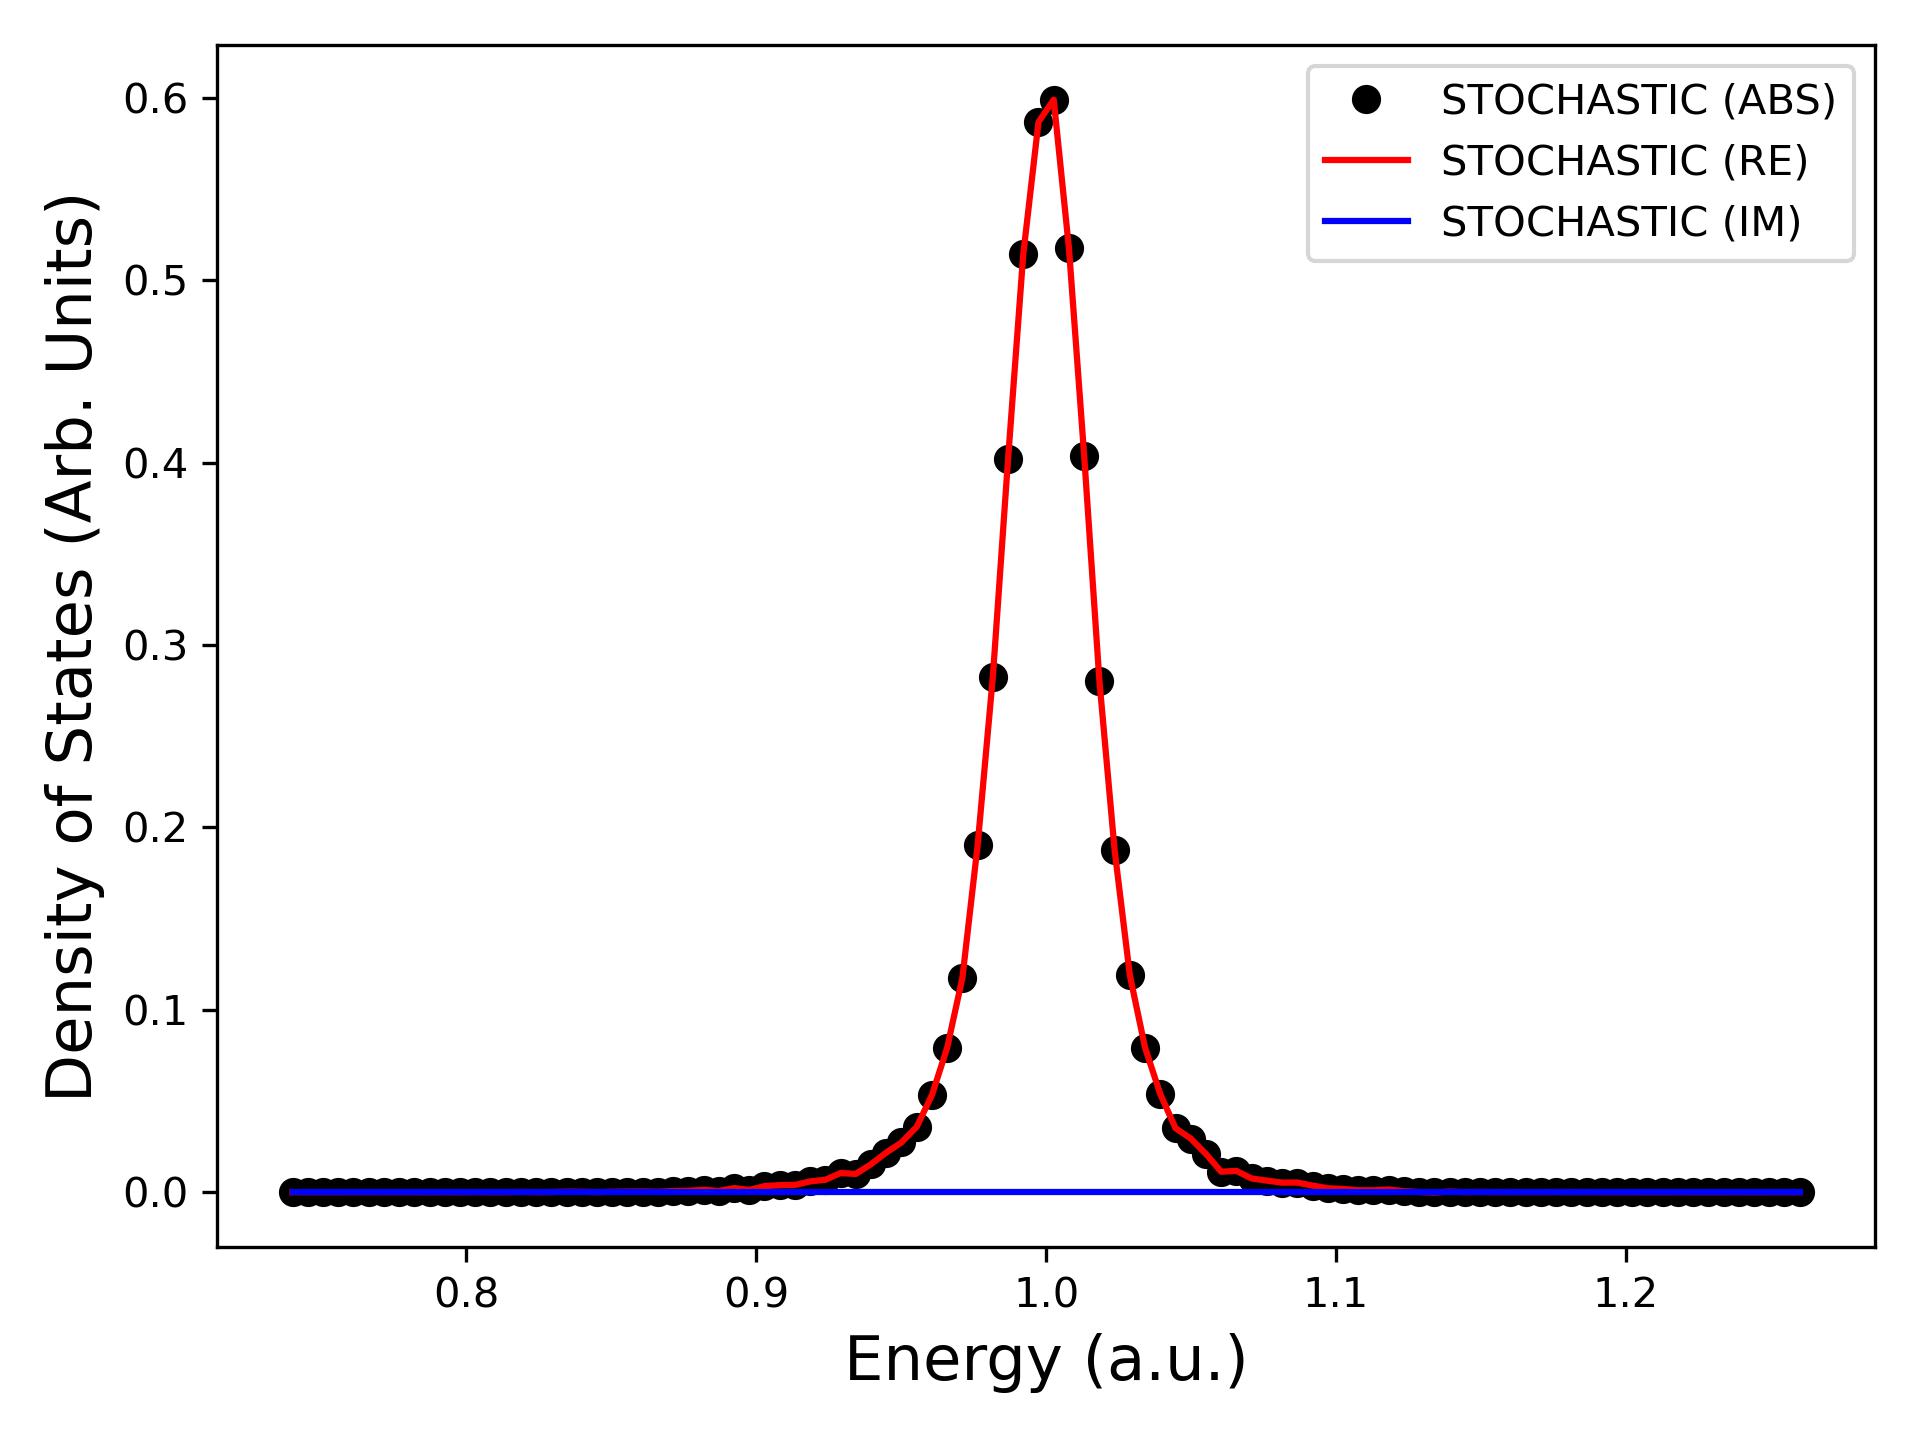 STOCHASTIC (ABS)
STOCHASTIC (RE)
STOCHASTIC (IM)
Density of States (Arb. Units)
0.6
0.5
0.4
0.3
0.2
0.1
0.0
0.8 0.9 1.0 1.1 1.2
Energy (a.u.)